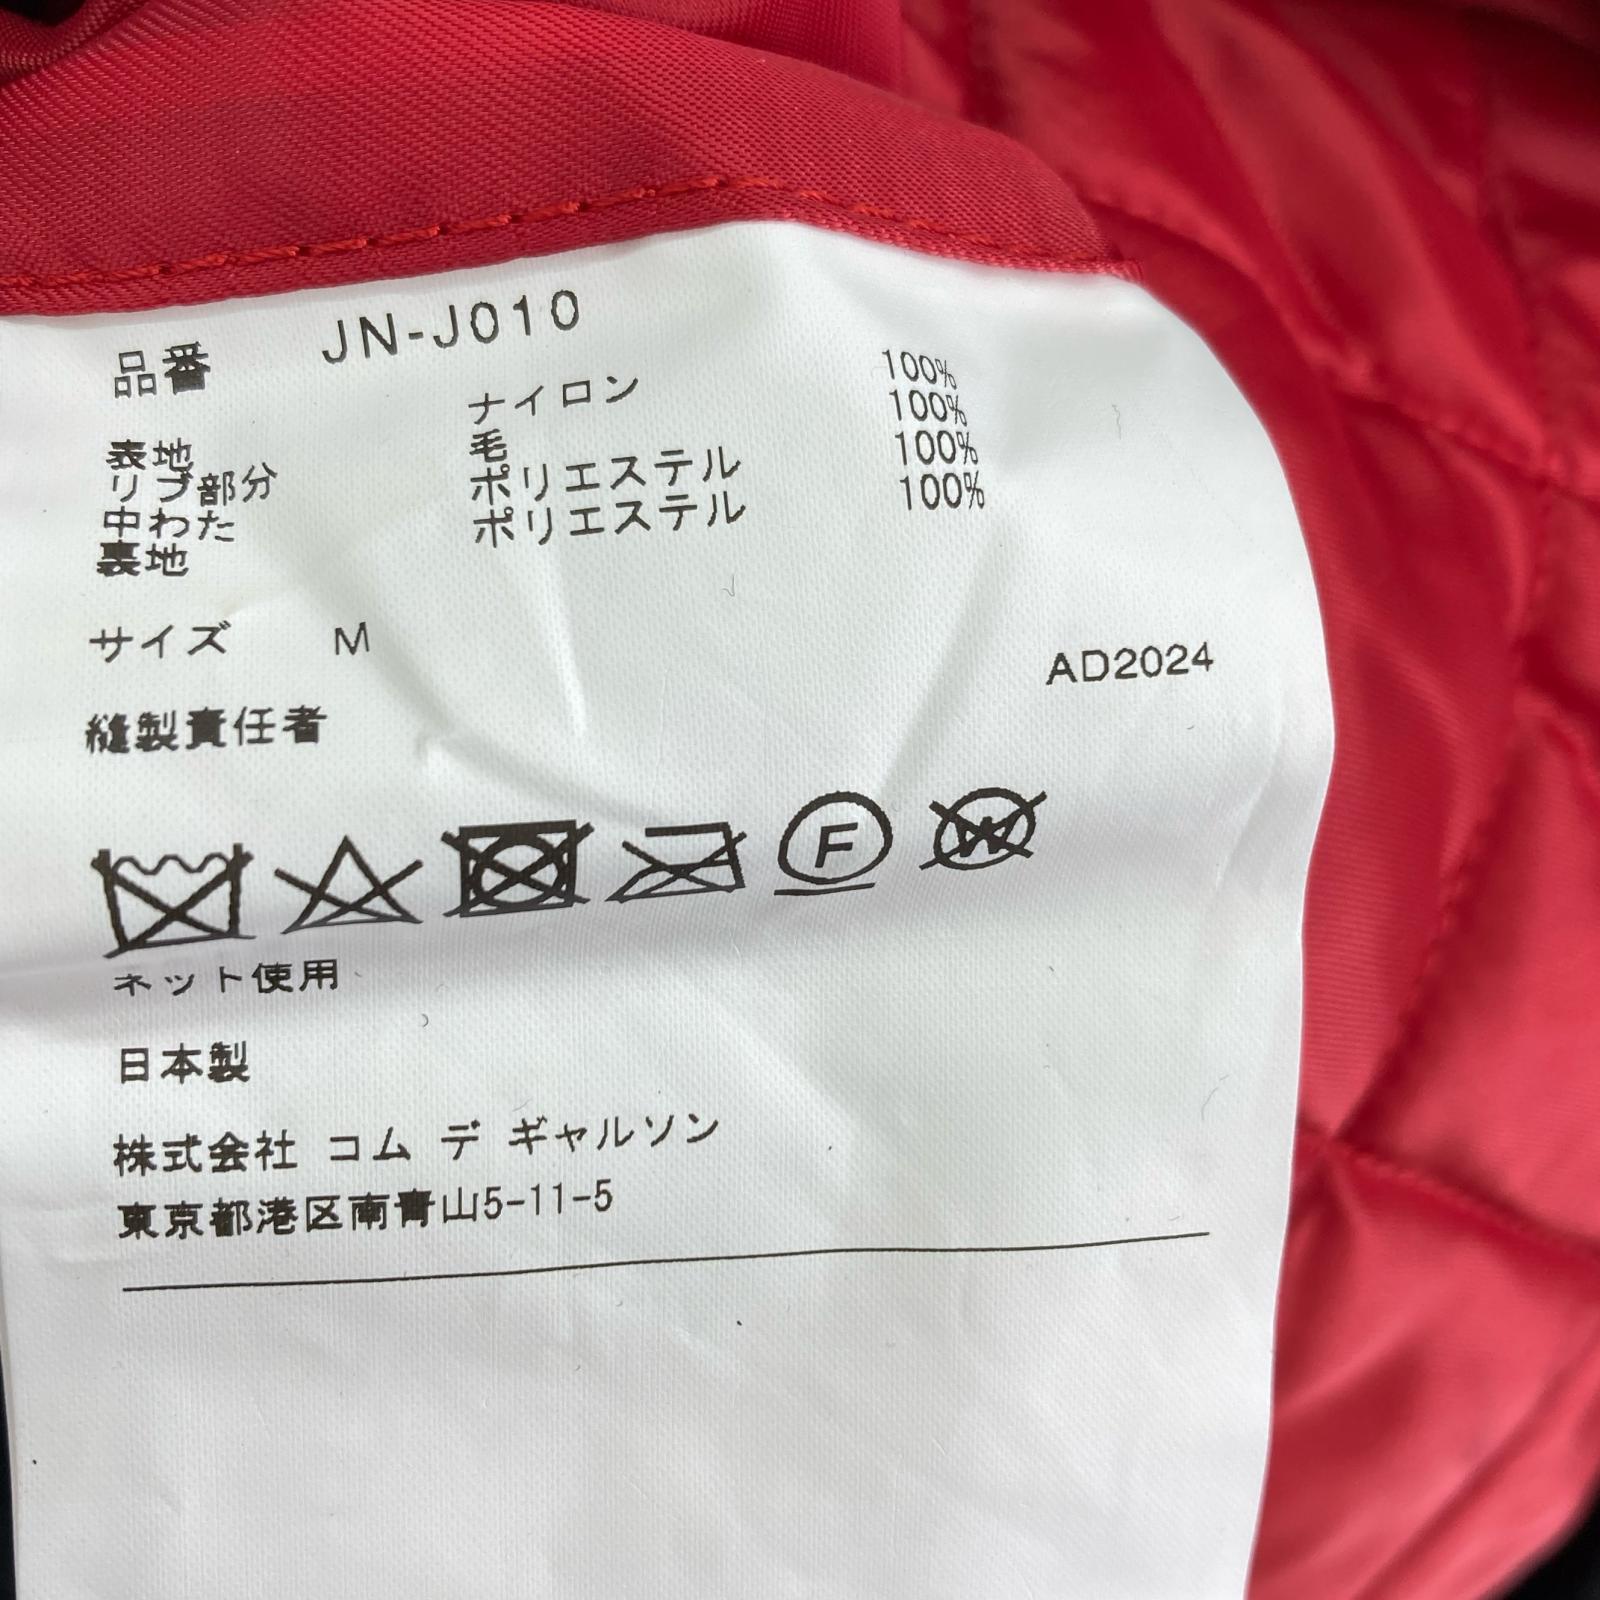 品番 JN-J010
表地 ナイロン 100%
リブ部分 毛 100%
中わた ポリエステル 100%
裏地 ポリエステル 100%
サイズ M
AD2024
縫製責任者
F W
ネット使用
日本製
株式会社 コム デ ギャルソン
東京都港区南青山5-11-5